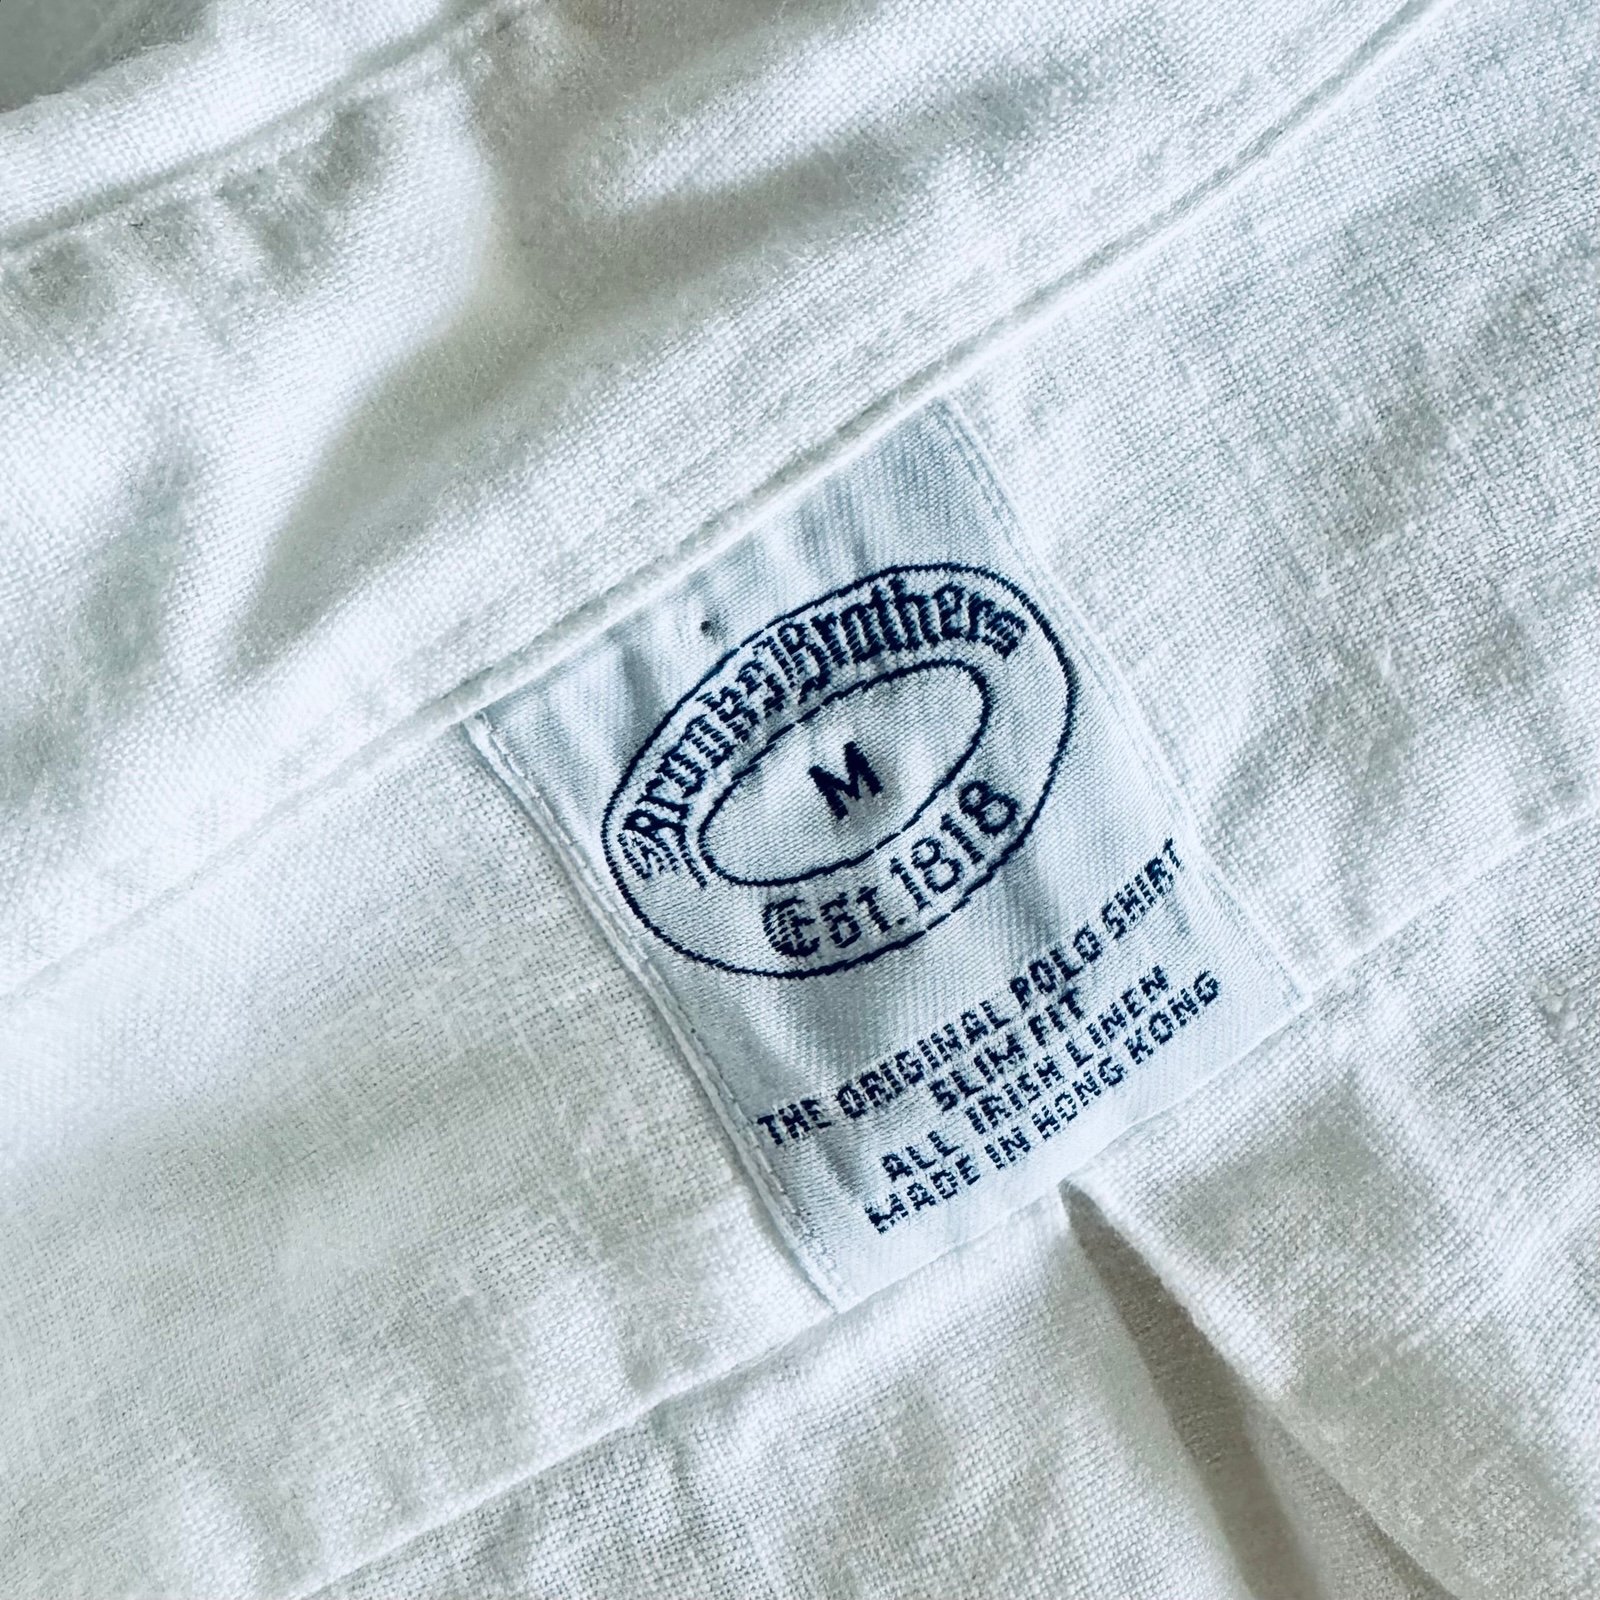 Brooks Brothers
M
Est. 1818
THE ORIGINAL POLO SHIRT
SLIM FIT
ALL IRISH LINEN
MADE IN HONG KONG